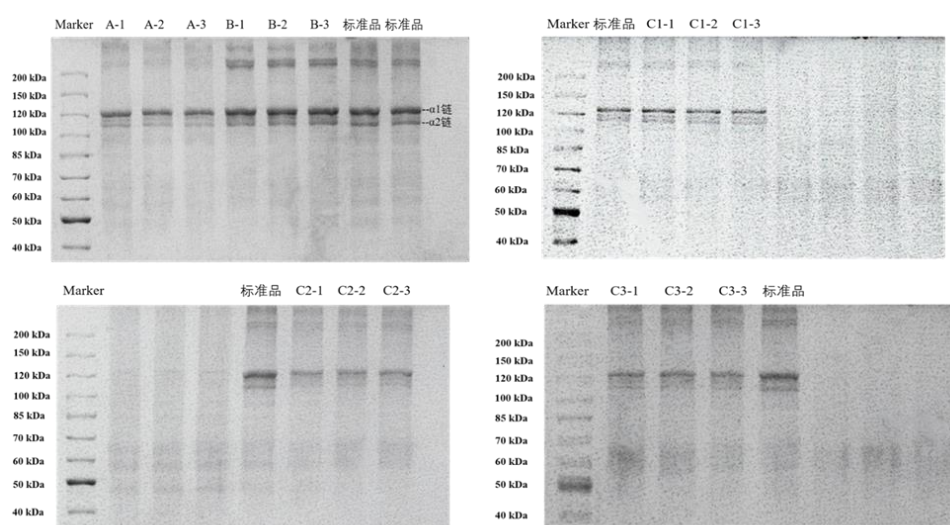 Marker A-1 A-2 A-3 B-1 B-2 B-3 标准品 标准品
200 kDa
150 kDa
120 kDa
100 kDa
85 kDa
70 kDa
60 kDa
50 kDa
40 kDa
--α1链
--α2链
Marker 标准品 C1-1 C1-2 C1-3
200 kDa
150 kDa
120 kDa
100 kDa
85 kDa
70 kDa
60 kDa
50 kDa
40 kDa
Marker 标准品 C2-1 C2-2 C2-3
200 kDa
150 kDa
120 kDa
100 kDa
85 kDa
70 kDa
60 kDa
50 kDa
40 kDa
Marker C3-1 C3-2 C3-3 标准品
200 kDa
150 kDa
120 kDa
100 kDa
85 kDa
70 kDa
60 kDa
50 kDa
40 kDa